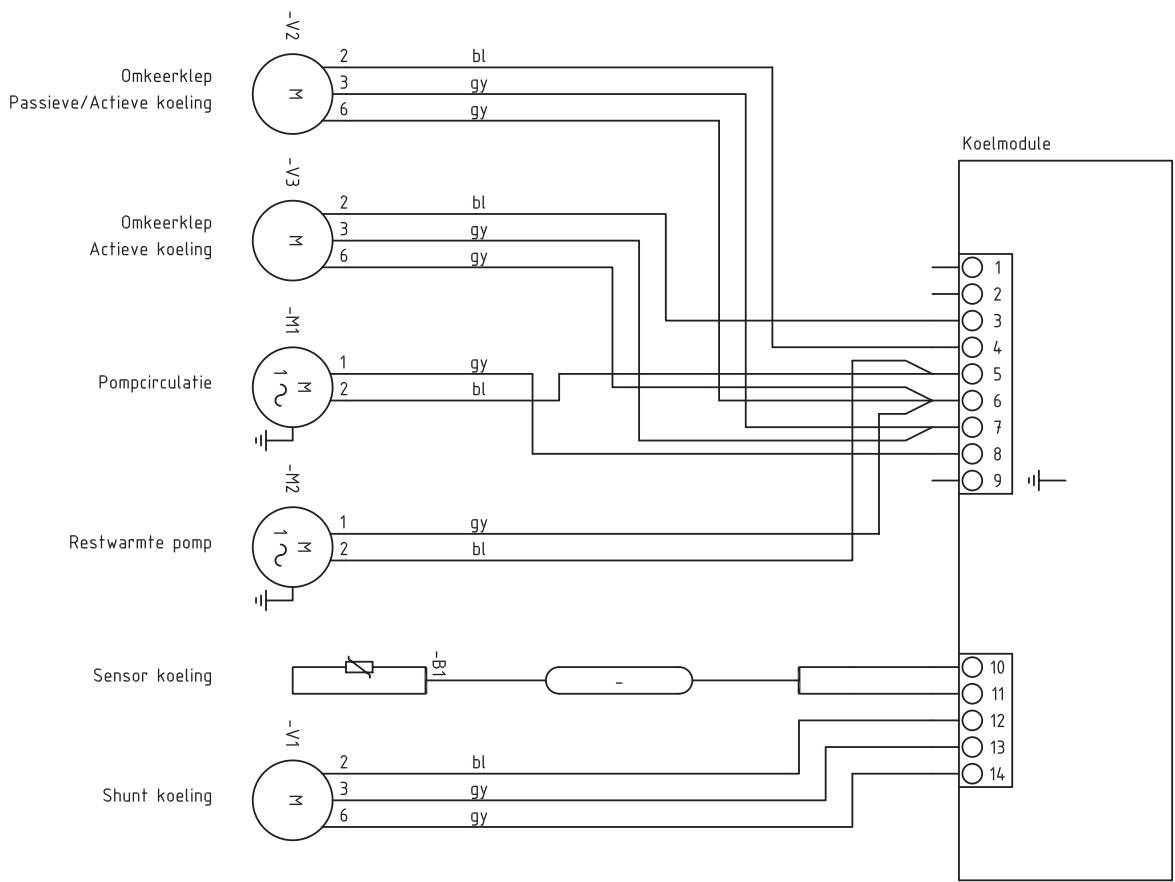 -V2
Omkeerklep
Passieve/Actieve koeling
M
2 bl
3 gy
6 gy
Koelmodule
-V3
Omkeerklep
Actieve koeling
M
2 bl
3 gy
6 gy
1
2
3
4
5
6
7
8
9
-M1
Pompcirculatie
M
1
1 gy
2 bl
-M2
Restwarmte pomp
M
1
1 gy
2 bl
Sensor koeling
-B1
-
10
11
12
13
14
-V1
Shunt koeling
M
2 bl
3 gy
6 gy